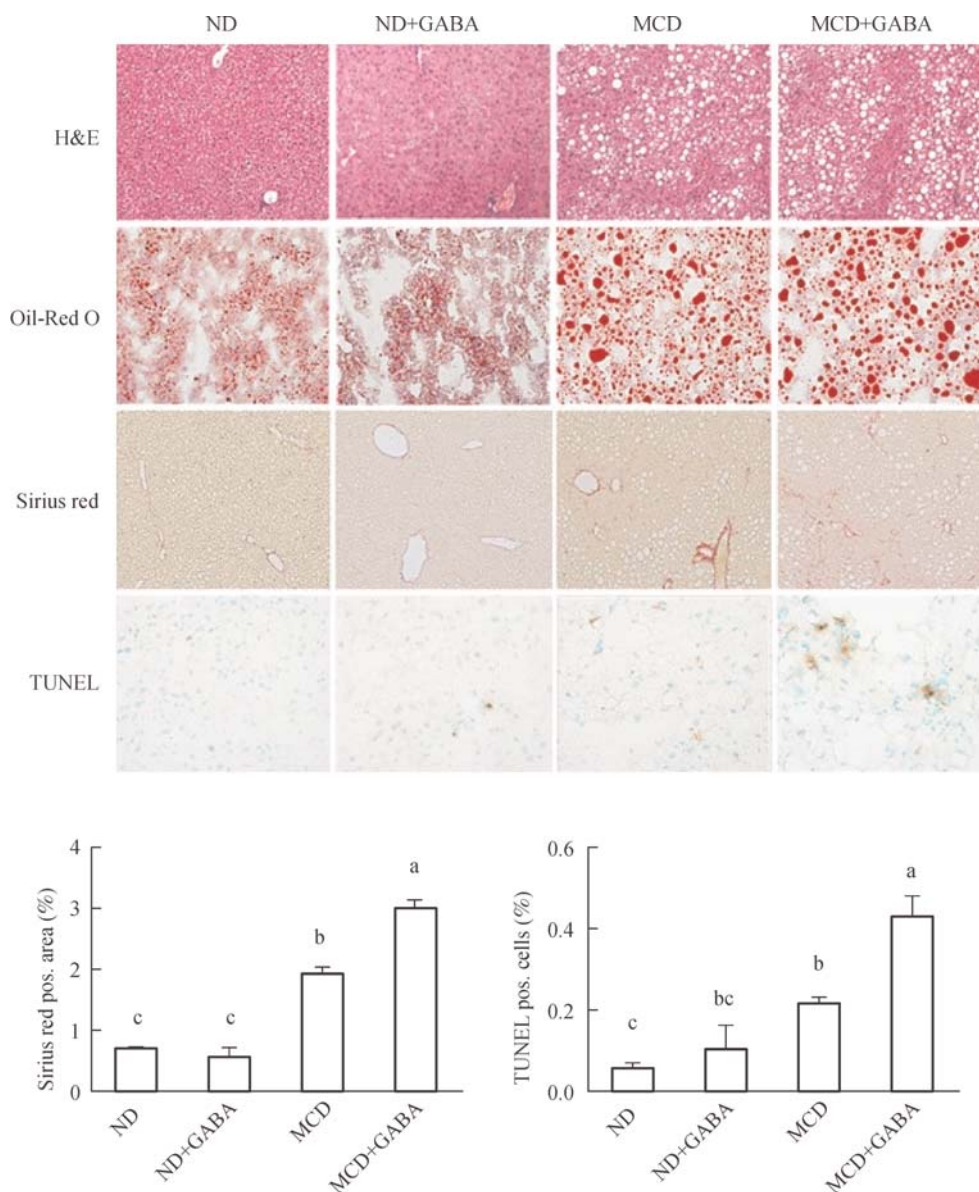 ND ND+GABA MCD MCD+GABA
H&E
Oil-Red O
Sirius red
TUNEL
Sirius red pos. area (%)
4
3
2
1
0
c c b a
ND ND+GABA MCD MCD+GABA
TUNEL pos. cells (%)
0.6
0.4
0.2
0.0
c bc b a
ND ND+GABA MCD MCD+GABA